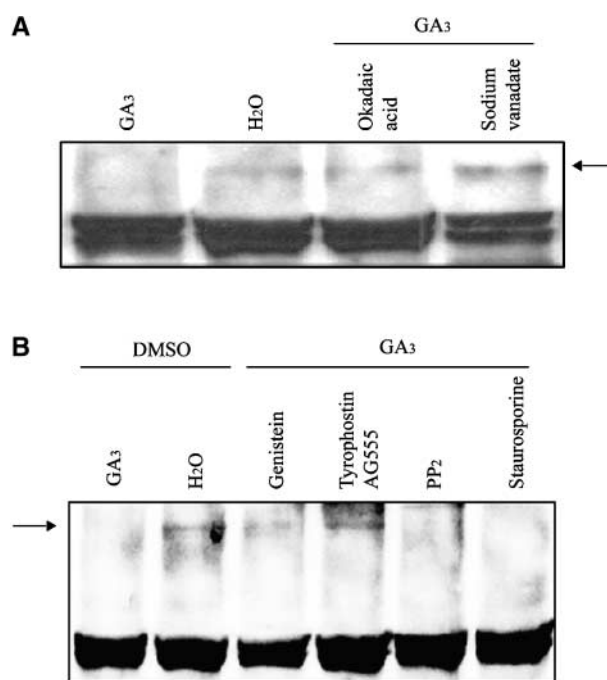 A
GA3
GA3
H2O
Okadaic
acid
Sodium
vanadate
B
DMSO
GA3
GA3
H2O
Genistein
Tyrophostin
AG555
PP2
Staurosporine